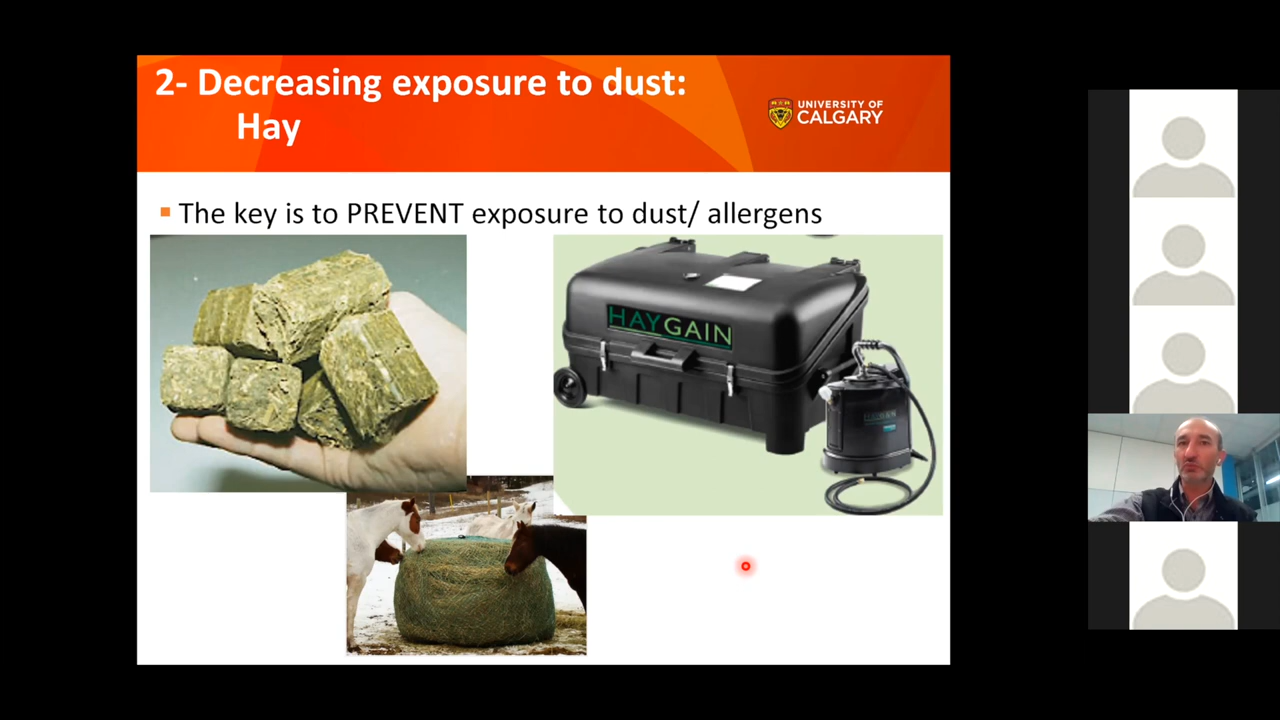 2- Decreasing exposure to dust:
Hay
UNIVERSITY OF
CALGARY
▪ The key is to PREVENT exposure to dust/ allergens
HAYGAIN